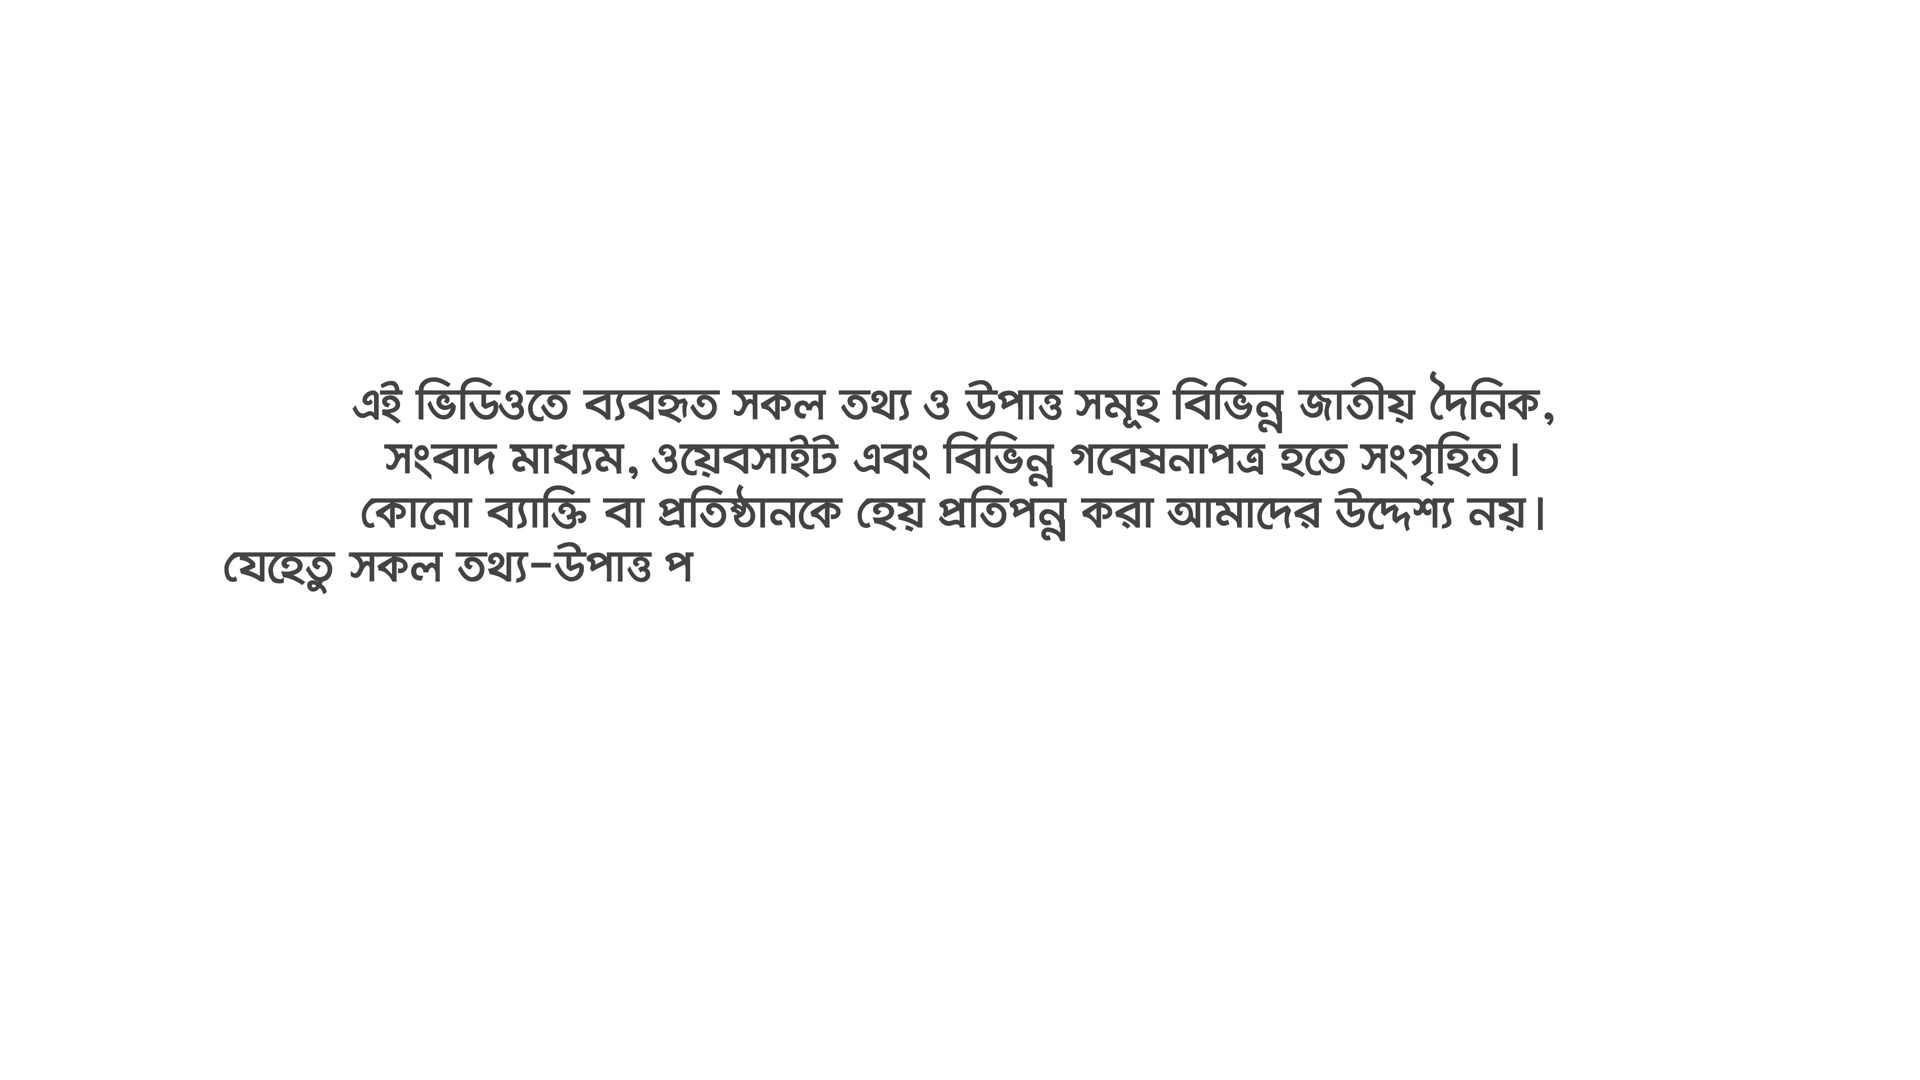 এই ভিডিওতে ব্যবহৃত সকল তথ্য ও উপাত্ত সমূহ বিভিন্ন জাতীয় দৈনিক,
সংবাদ মাধ্যম, ওয়েবসাইট এবং বিভিন্ন গবেষনাপত্র হতে সংগৃহিত।
কোনো ব্যাক্তি বা প্রতিষ্ঠানকে হেয় প্রতিপন্ন করা আমাদের উদ্দেশ্য নয়।
যেহেতু সকল তথ্য-উপাত্ত প